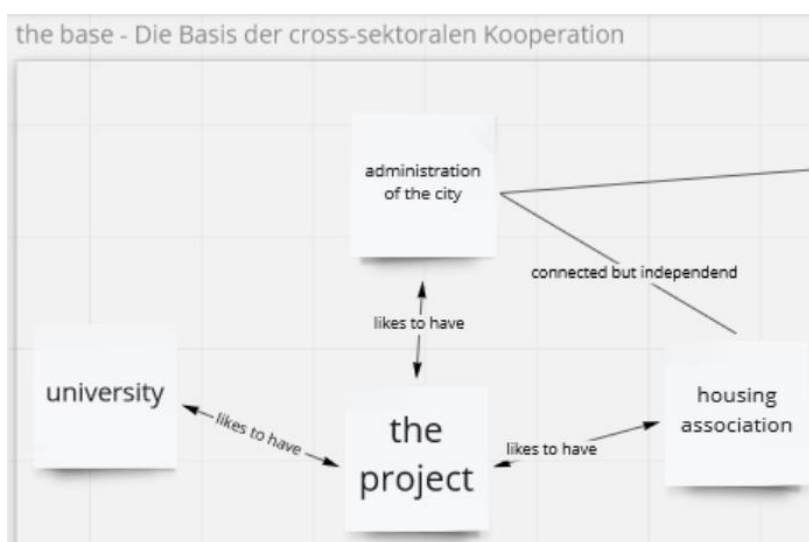 the base - Die Basis der cross-sektoralen Kooperation
administration
of the city
connected but independend
likes to have
university
likes to have
the
project
likes to have
housing
association